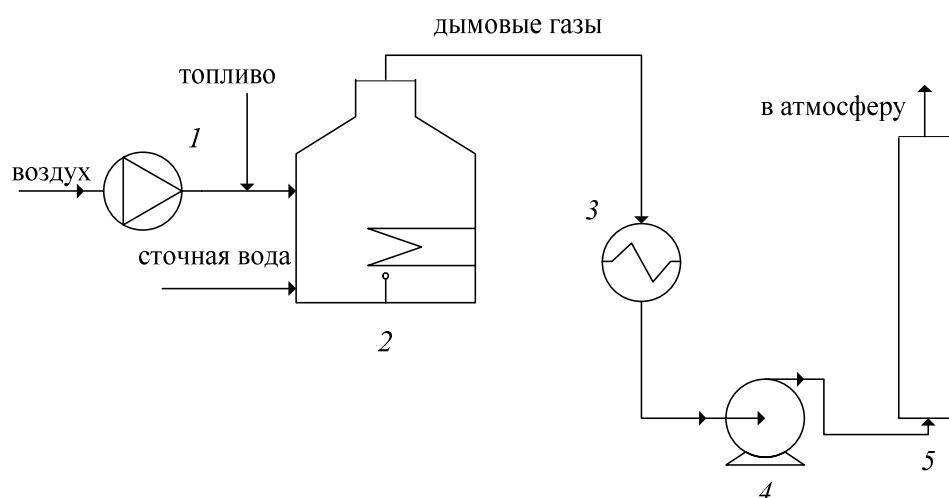 дымовые газы
топливо
1
в атмосферу
воздух
3
сточная вода
2
4
5